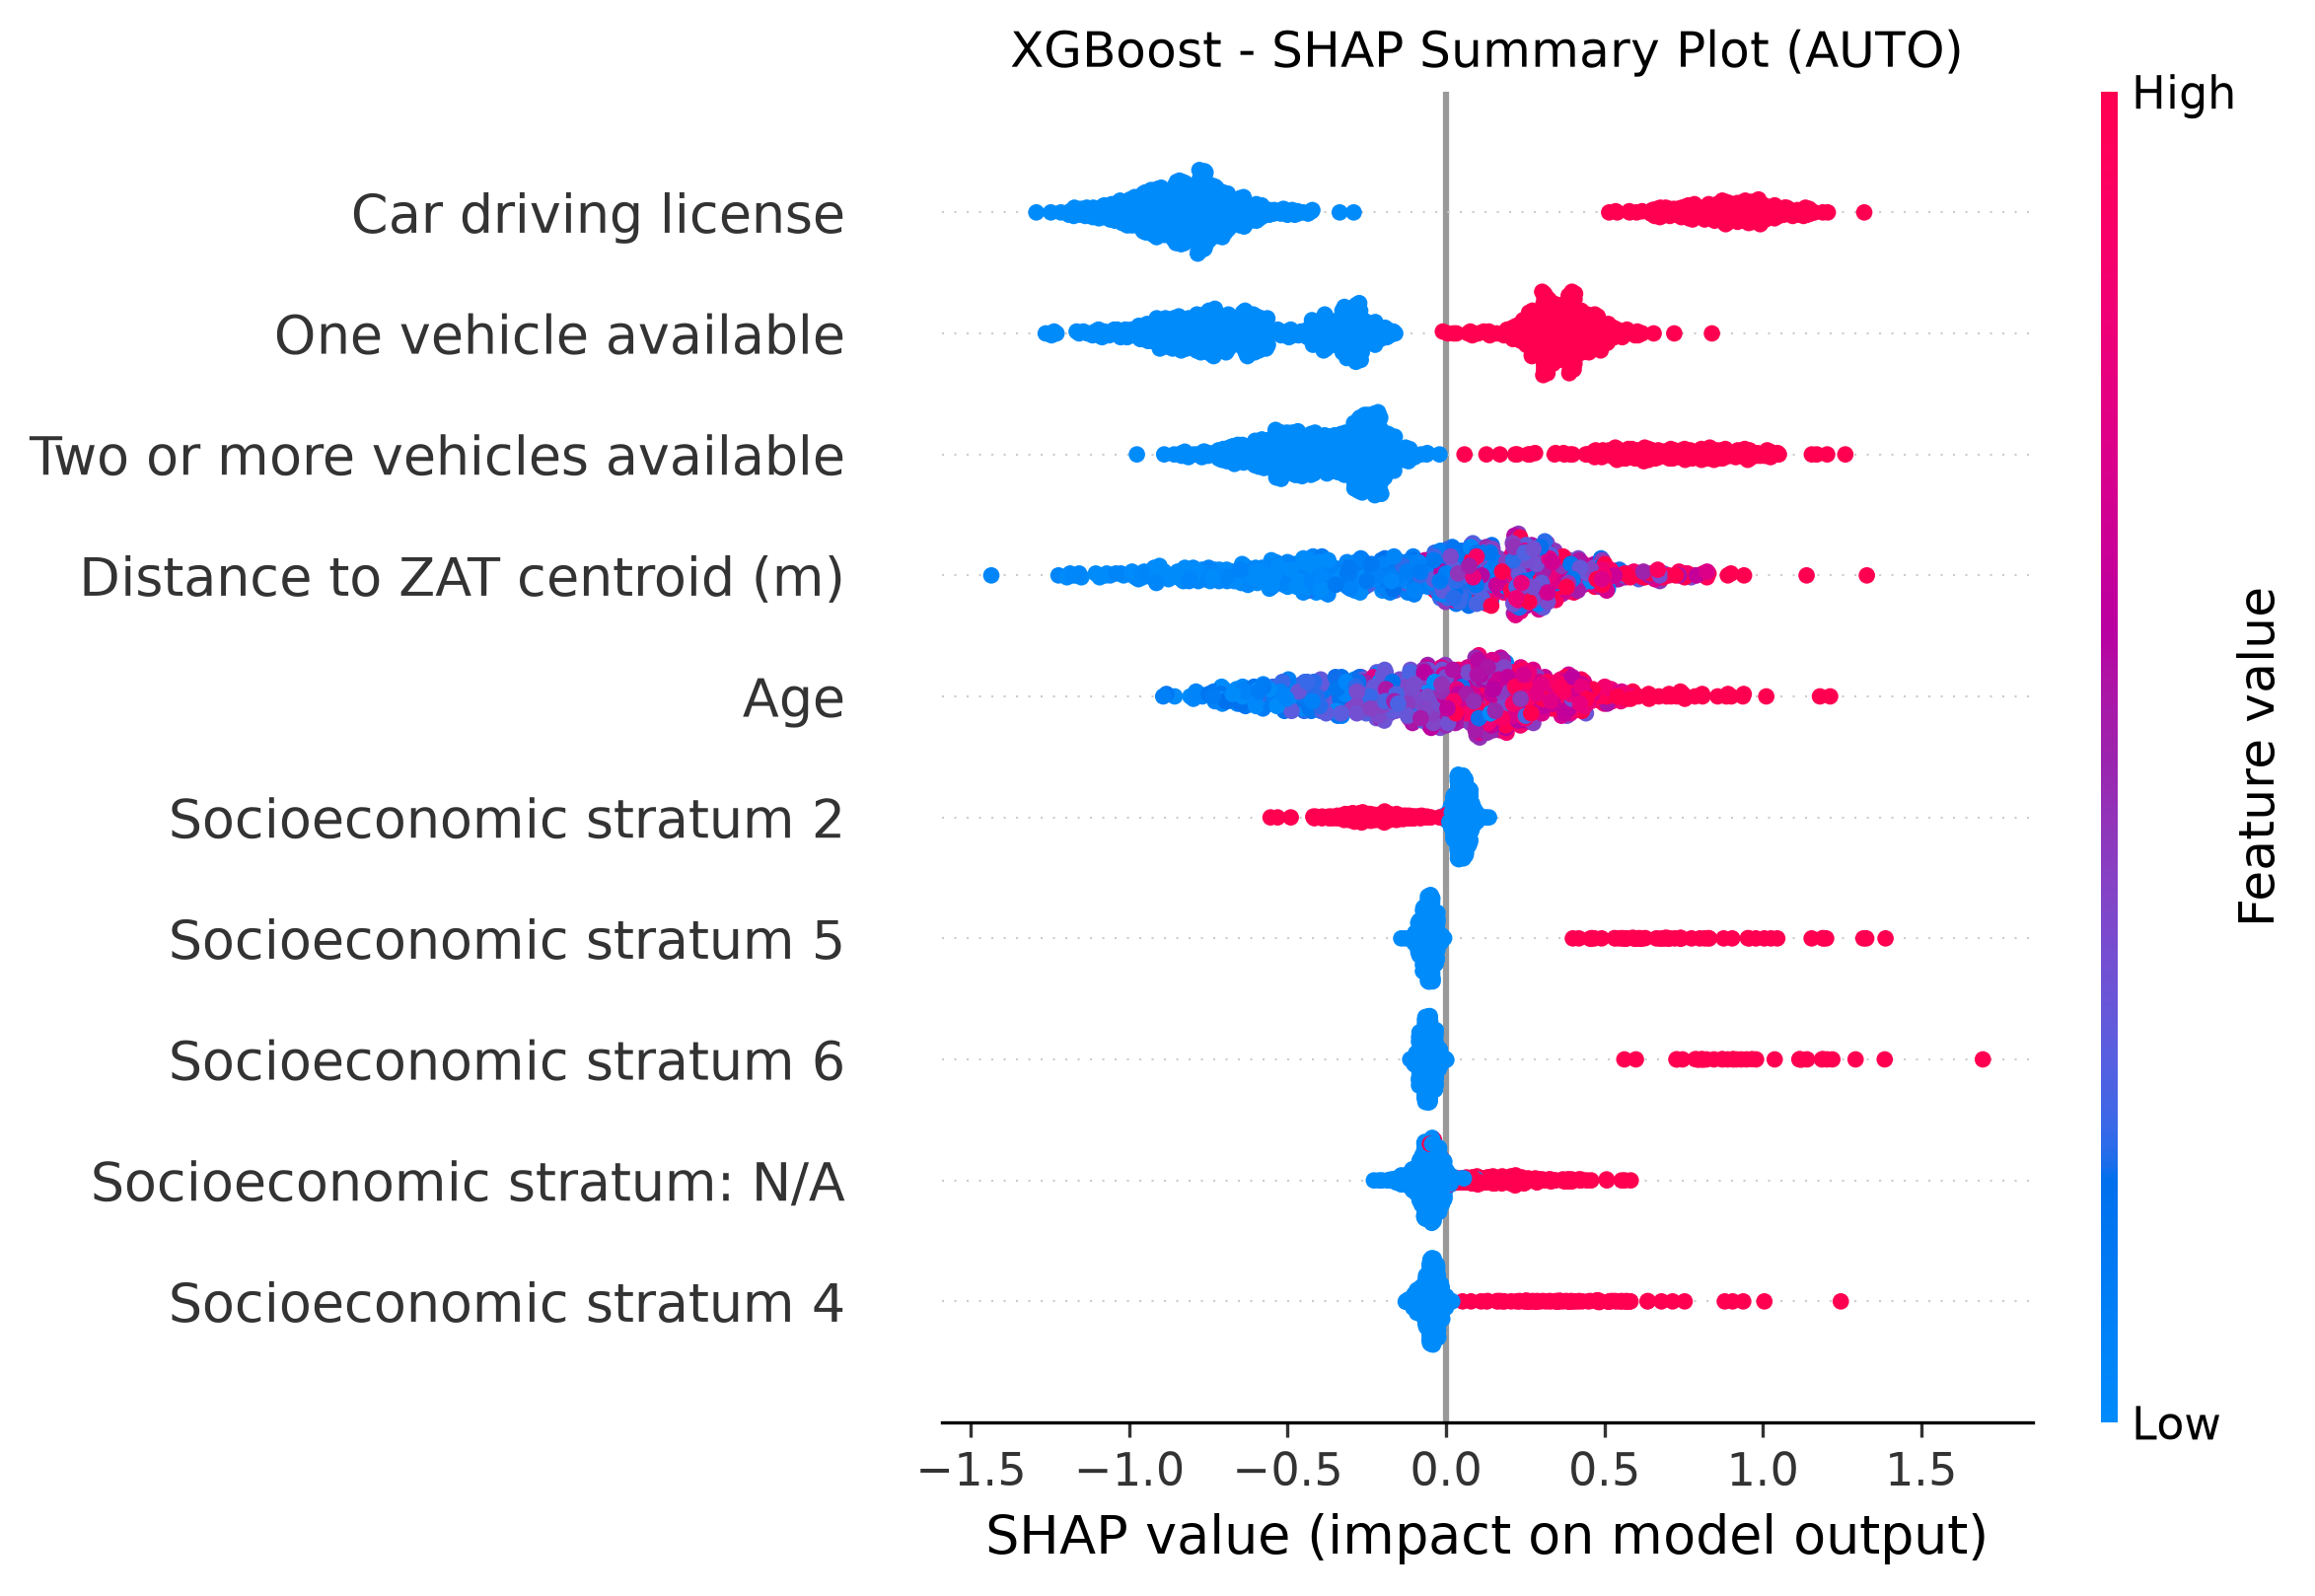 XGBoost - SHAP Summary Plot (AUTO)
High
Car driving license
One vehicle available
Two or more vehicles available
Distance to ZAT centroid (m)
Age
Socioeconomic stratum 2
Socioeconomic stratum 5
Socioeconomic stratum 6
Socioeconomic stratum: N/A
Socioeconomic stratum 4
Feature value
Low
−1.5 −1.0 −0.5 0.0 0.5 1.0 1.5
SHAP value (impact on model output)